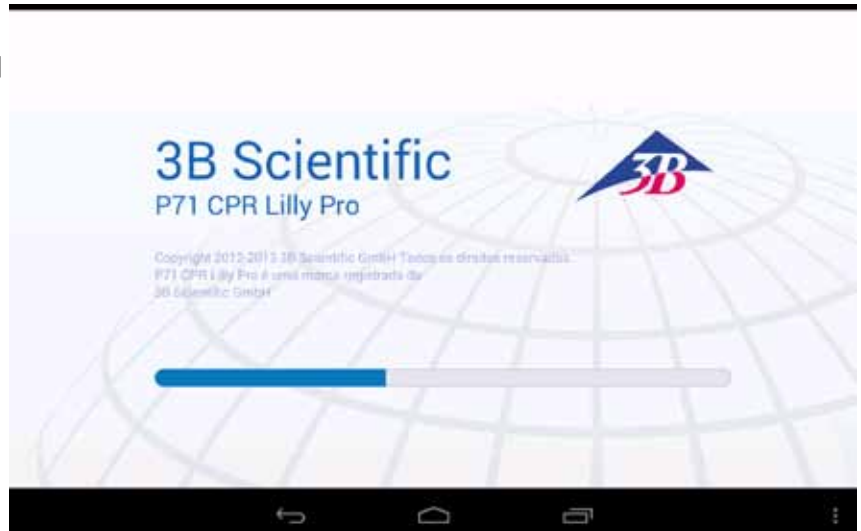 3B Scientific
3B
P71 CPR Lilly Pro
Copyright 2012-2013 3B Scientific GmbH Todos os direitos reservados.
P71 CPR Lilly Pro é uma marca registrada da
3B Scientific GmbH